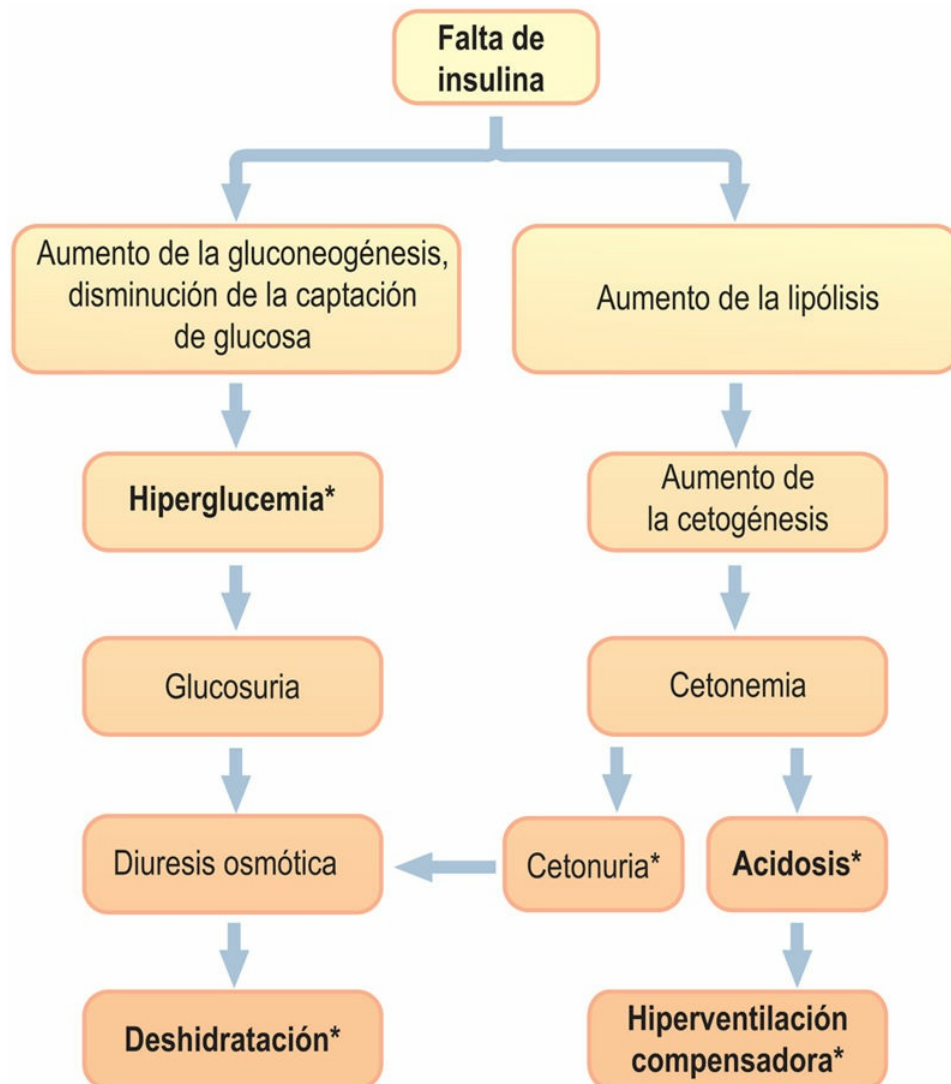 Falta de
insulina
Aumento de la gluconeogénesis,
disminución de la captación
de glucosa
Aumento de la lipólisis
Hiperglucemia*
Aumento de
la cetogénesis
Glucosuria
Cetonemia
Diuresis osmótica
Cetonuria*
Acidosis*
Deshidratación*
Hiperventilación
compensadora*